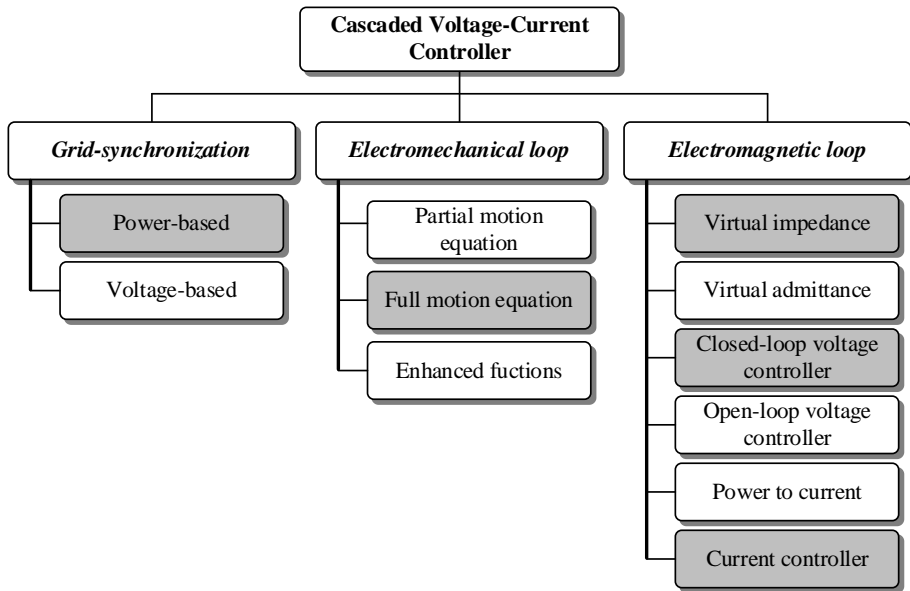 Cascaded Voltage-Current
Controller
Grid-synchronization
Power-based
Voltage-based
Electromechanical loop
Partial motion
equation
Full motion equation
Enhanced fuctions
Electromagnetic loop
Virtual impedance
Virtual admittance
Closed-loop voltage
controller
Open-loop voltage
controller
Power to current
Current controller